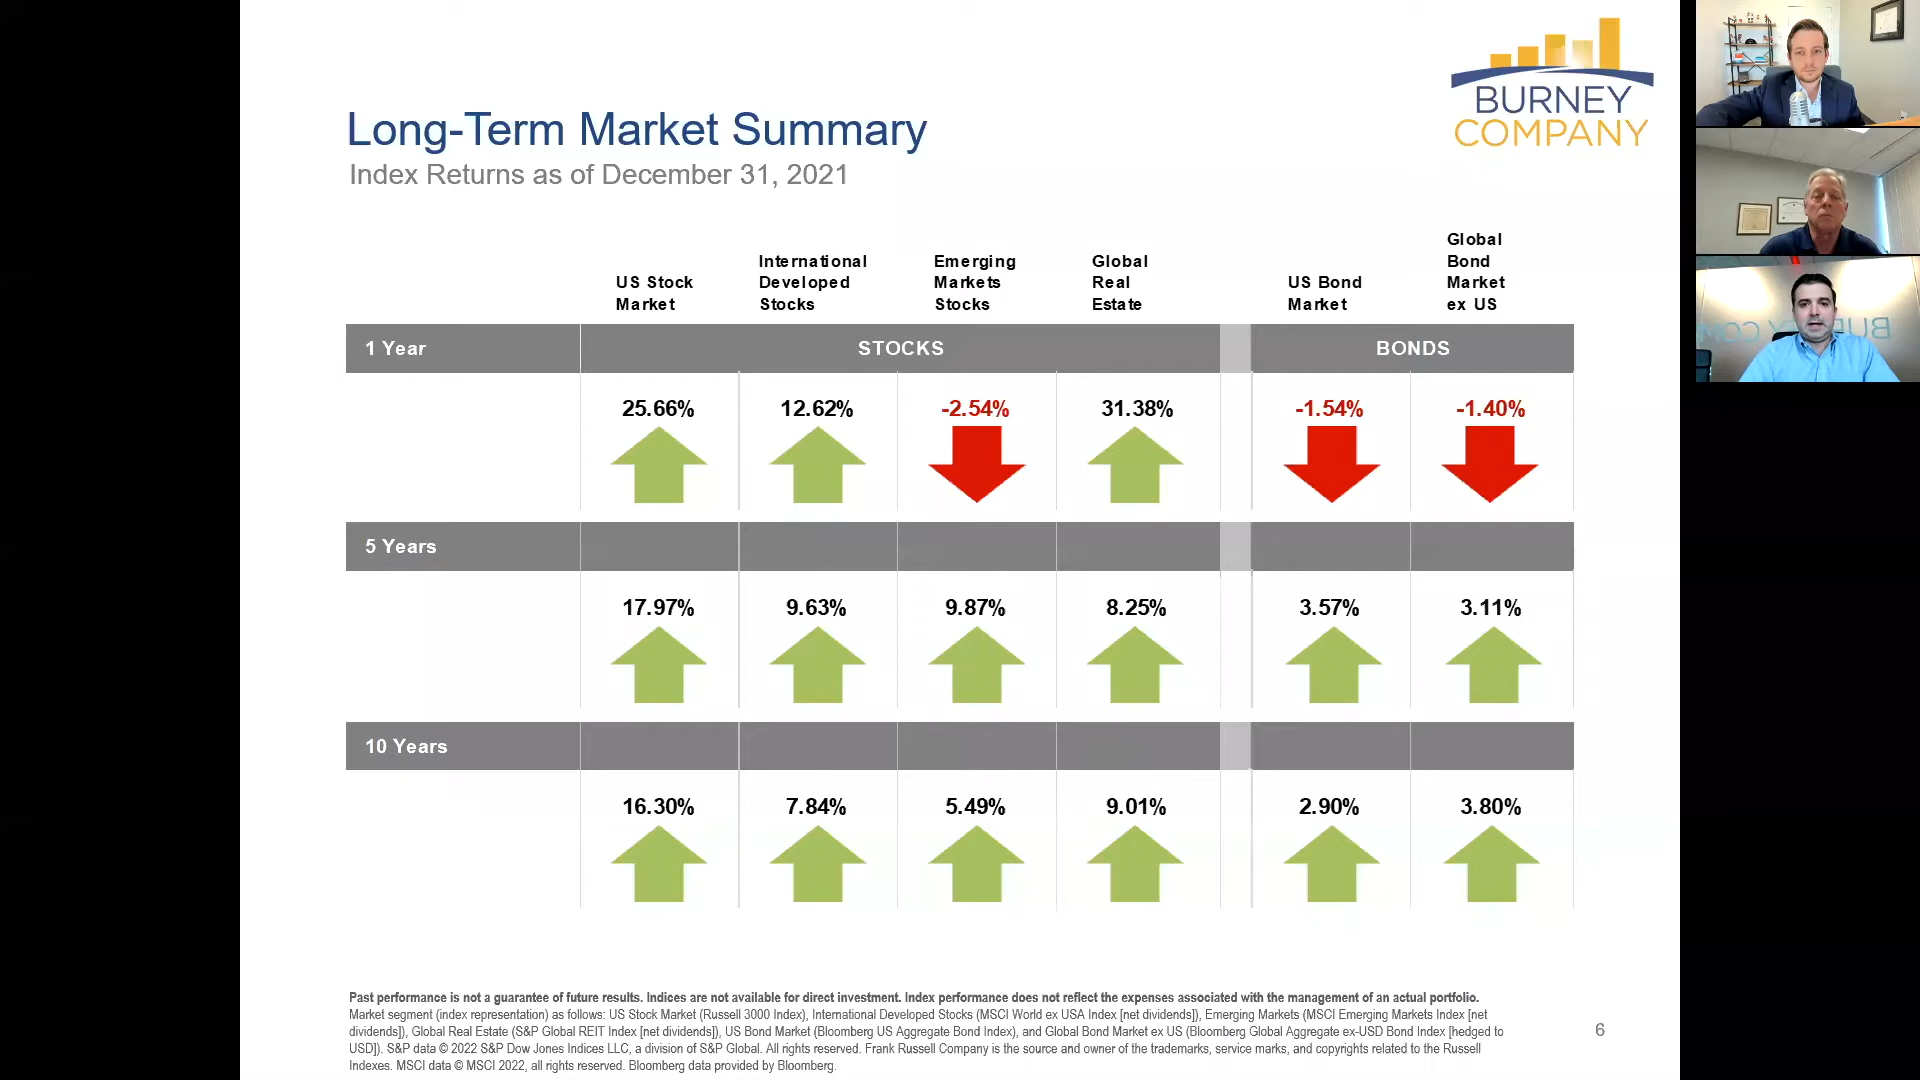 BURNEY
COMPANY
Long-Term Market Summary
Index Returns as of December 31, 2021
US Stock
Market
International
Developed
Stocks
Emerging
Markets
Stocks
Global
Real
Estate
US Bond
Market
Global
Bond
Market
ex US
1 Year STOCKS BONDS
25.66% 12.62% -2.54% 31.38% -1.54% -1.40%
5 Years
17.97% 9.63% 9.87% 8.25% 3.57% 3.11%
10 Years
16.30% 7.84% 5.49% 9.01% 2.90% 3.80%
Past performance is not a guarantee of future results. Indices are not available for direct investment. Index performance does not reflect the expenses associated with the management of an actual portfolio.
Market segment (index representation) as follows: US Stock Market (Russell 3000 Index), International Developed Stocks (MSCI World ex USA Index [net dividends]), Emerging Markets (MSCI Emerging Markets Index [net
dividends]), Global Real Estate (S&P Global REIT Index [net dividends]), US Bond Market (Bloomberg US Aggregate Bond Index), and Global Bond Market ex US (Bloomberg Global Aggregate ex-USD Bond Index [hedged to
USD]). S&P data © 2022 S&P Dow Jones Indices LLC, a division of S&P Global. All rights reserved. Frank Russell Company is the source and owner of the trademarks, service marks, and copyrights related to the Russell
Indexes. MSCI data © MSCI 2022, all rights reserved. Bloomberg data provided by Bloomberg.
6